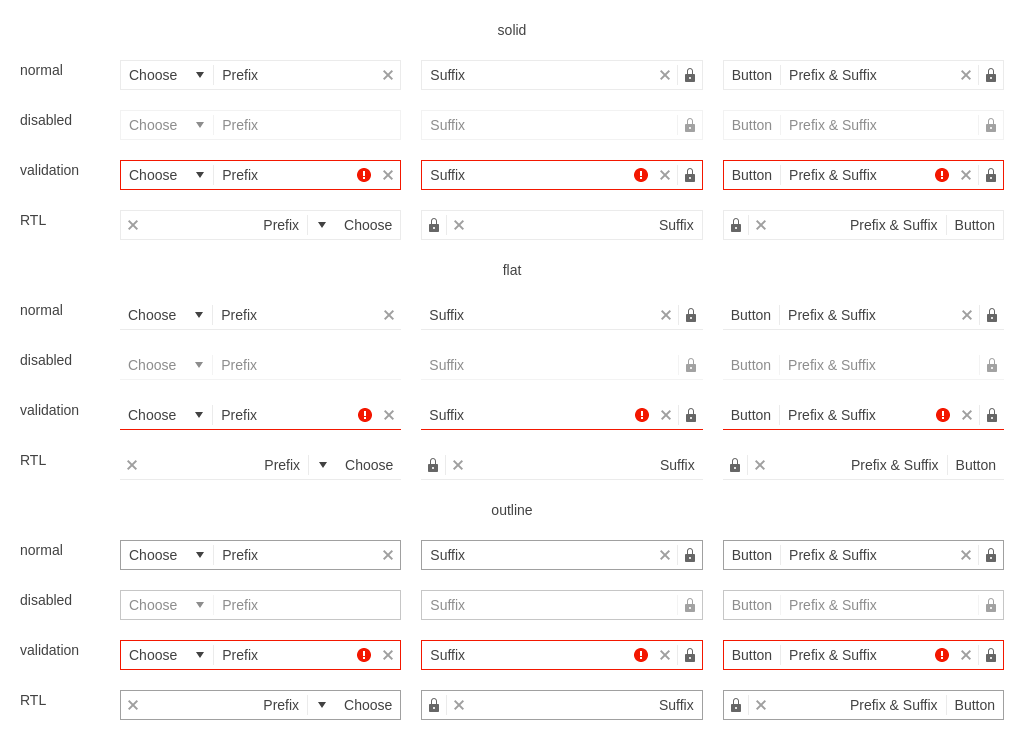 solid
normal Choose Prefix Suffix Button Prefix & Suffix
disabled Choose Prefix Suffix Button Prefix & Suffix
validation Choose Prefix Suffix Button Prefix & Suffix
RTL Prefix Choose Suffix Prefix & Suffix Button
flat
normal Choose Prefix Suffix Button Prefix & Suffix
disabled Choose Prefix Suffix Button Prefix & Suffix
validation Choose Prefix Suffix Button Prefix & Suffix
RTL Prefix Choose Suffix Prefix & Suffix Button
outline
normal Choose Prefix Suffix Button Prefix & Suffix
disabled Choose Prefix Suffix Button Prefix & Suffix
validation Choose Prefix Suffix Button Prefix & Suffix
RTL Prefix Choose Suffix Prefix & Suffix Button